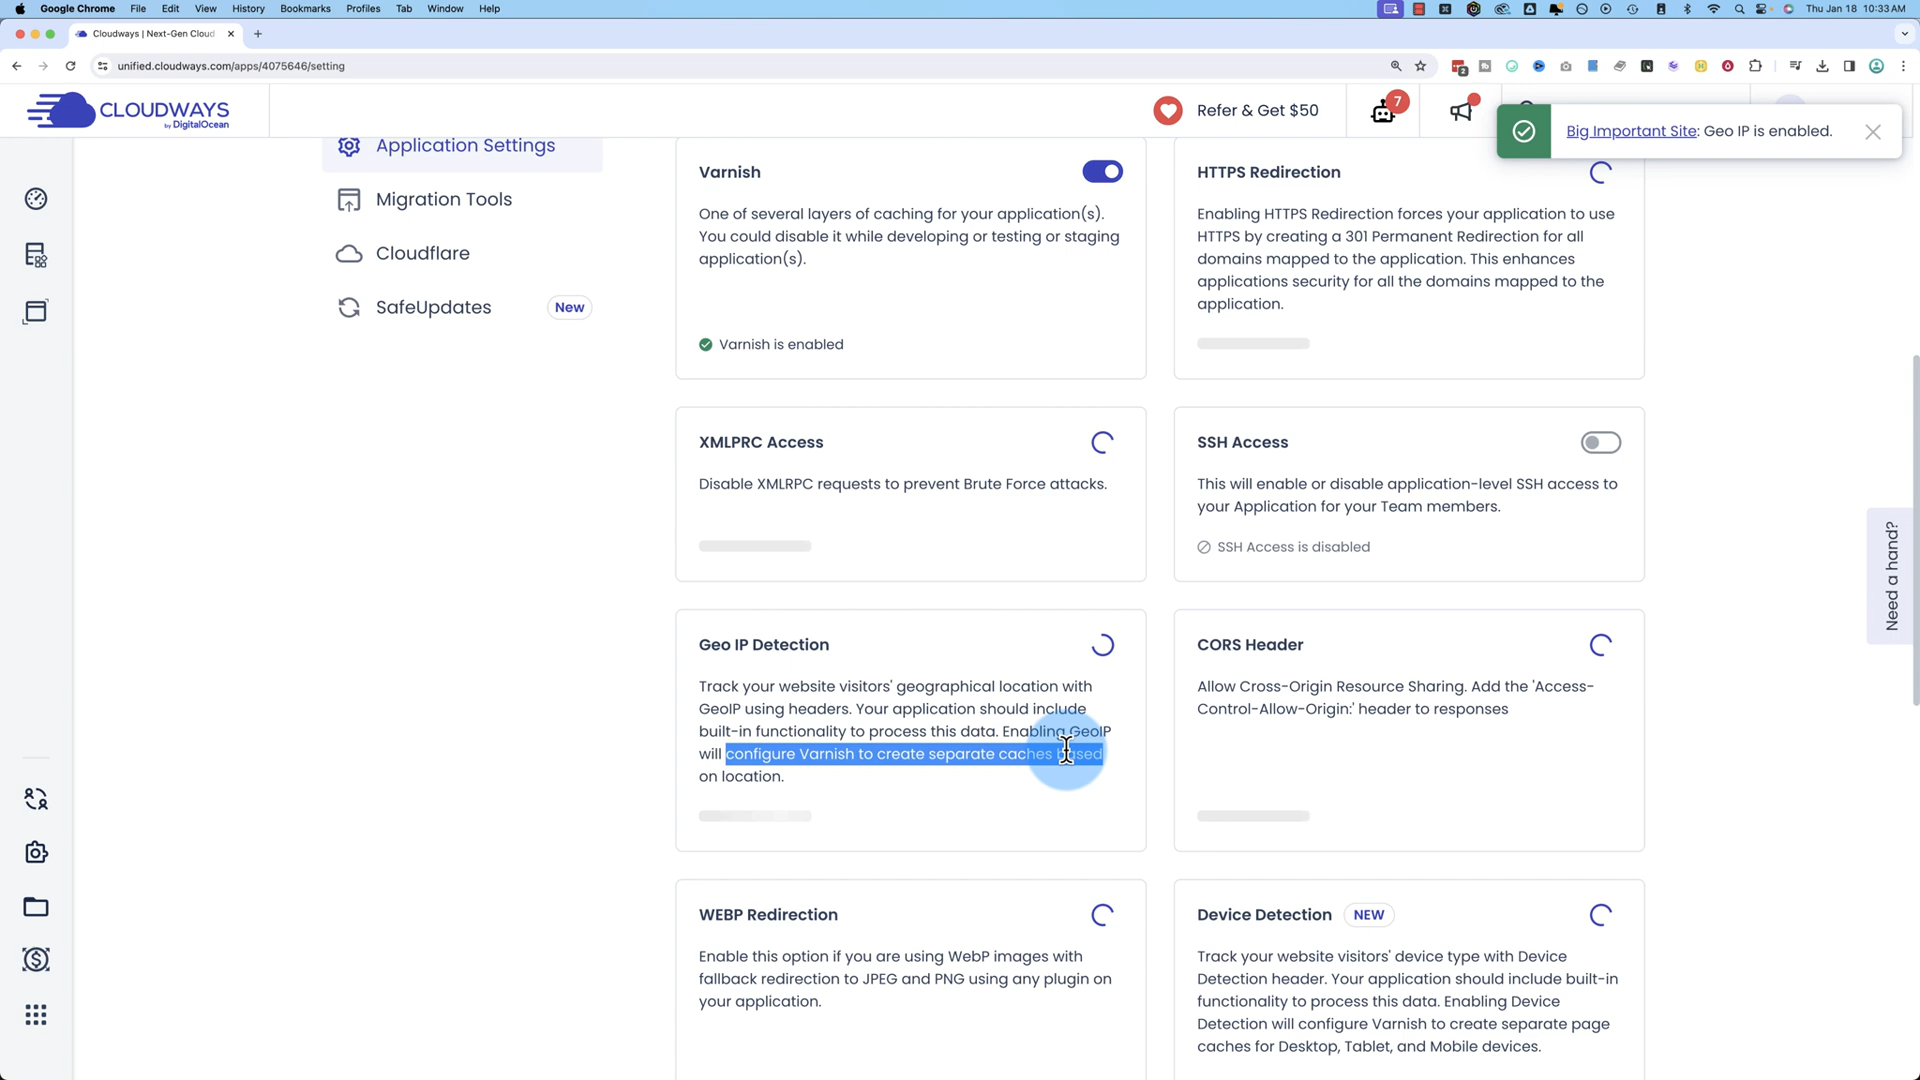 Google Chrome File Edit View History Bookmarks Profiles Tab Window Help Thu Jan 18 10:33 AM
Cloudways | Next-Gen Cloud
unified.cloudways.com/apps/4075646/setting
2
CLOUDWAYS
by DigitalOcean
Refer & Get $50
7
Big Important Site: Geo IP is enabled.
Application Settings
Migration Tools
Cloudflare
SafeUpdates New
Varnish
One of several layers of caching for your application(s).
You could disable it while developing or testing or staging
application(s).
Varnish is enabled
HTTPS Redirection
Enabling HTTPS Redirection forces your application to use
HTTPS by creating a 301 Permanent Redirection for all
domains mapped to the application. This enhances
applications security for all the domains mapped to the
application.
XMLPRC Access
Disable XMLRPC requests to prevent Brute Force attacks.
SSH Access
This will enable or disable application-level SSH access to
your Application for your Team members.
SSH Access is disabled
Geo IP Detection
Track your website visitors' geographical location with
GeoIP using headers. Your application should include
built-in functionality to process this data. Enabling GeoIP
will configure Varnish to create separate caches based
on location.
CORS Header
Allow Cross-Origin Resource Sharing. Add the 'Access-
Control-Allow-Origin:' header to responses
WEBP Redirection
Enable this option if you are using WebP images with
fallback redirection to JPEG and PNG using any plugin on
your application.
Device Detection NEW
Track your website visitors' device type with Device
Detection header. Your application should include built-in
functionality to process this data. Enabling Device
Detection will configure Varnish to create separate page
caches for Desktop, Tablet, and Mobile devices.
Need a hand?